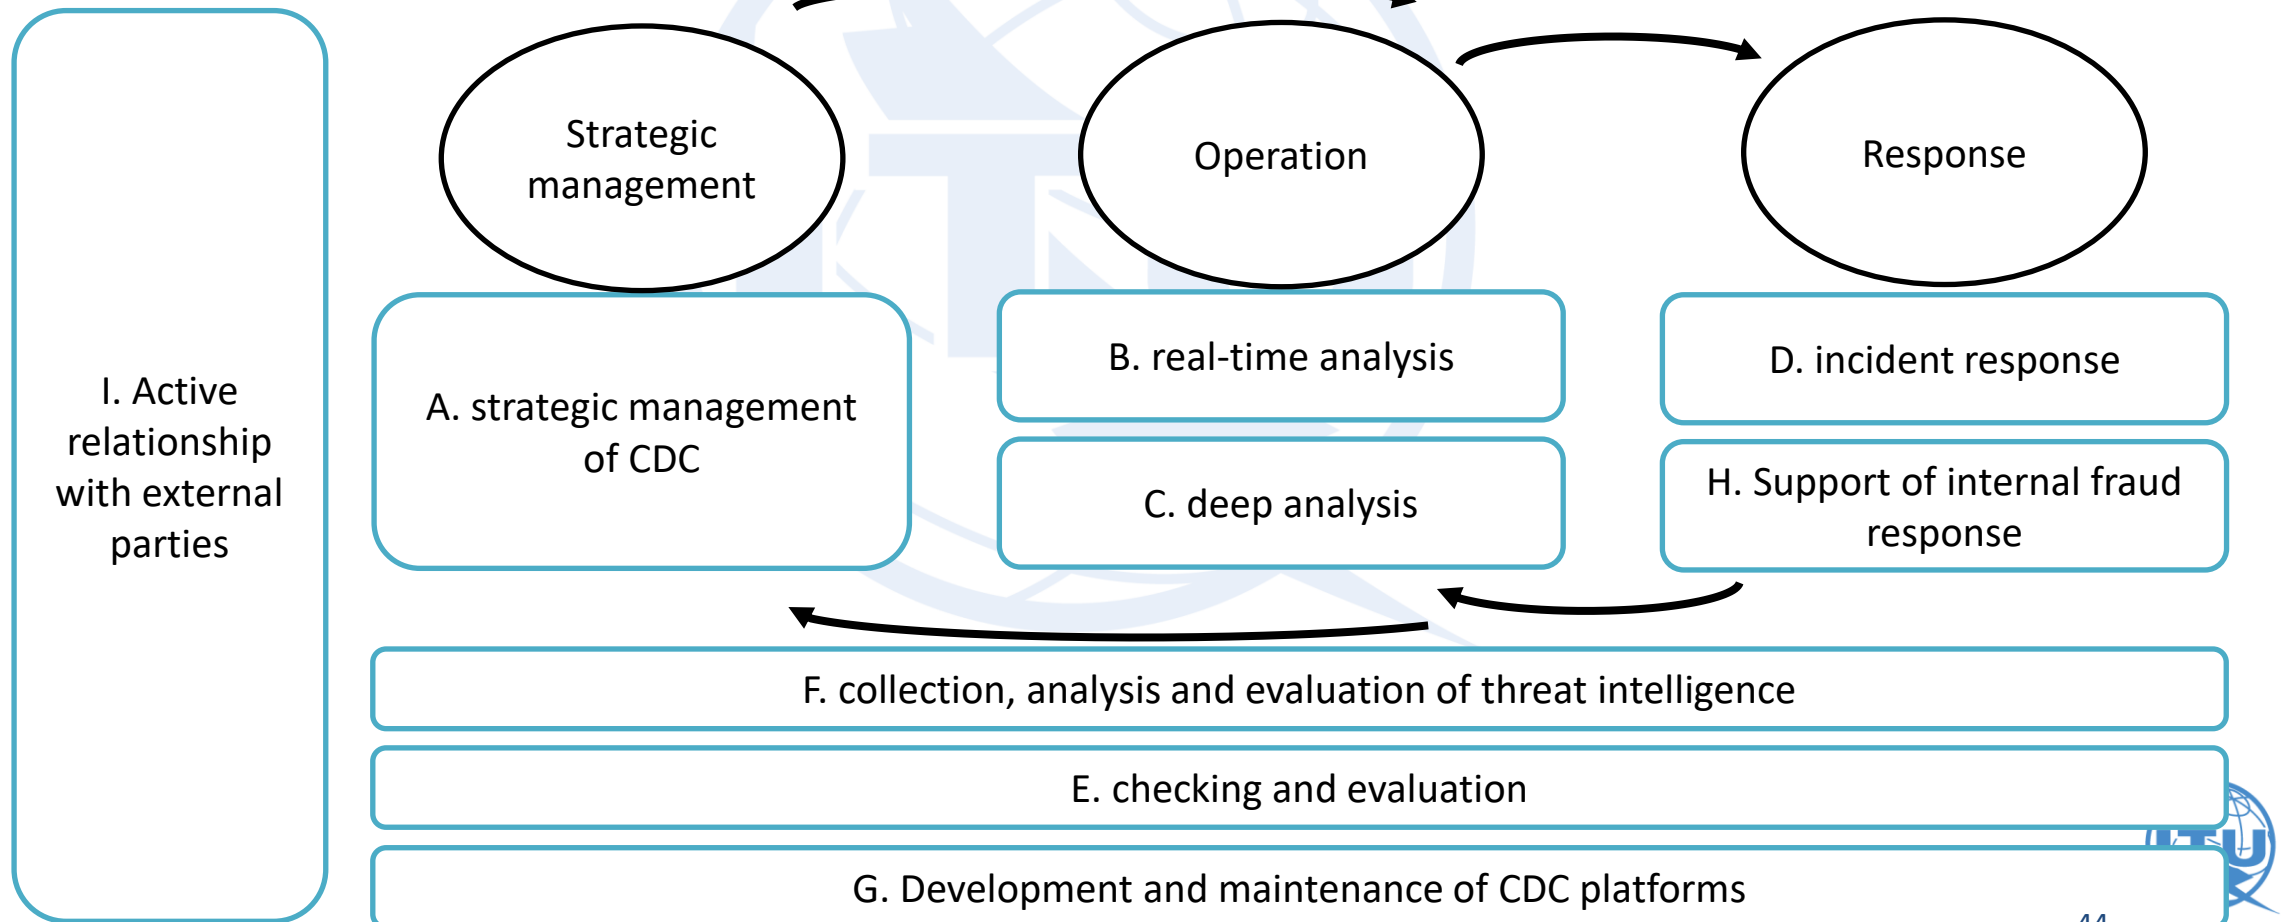 I. Active
relationship
with external
parties
Strategic
management
Operation
Response
A. strategic management
of CDC
B. real-time analysis
C. deep analysis
D. incident response
H. Support of internal fraud
response
F. collection, analysis and evaluation of threat intelligence
E. checking and evaluation
G. Development and maintenance of CDC platforms
ITU
44